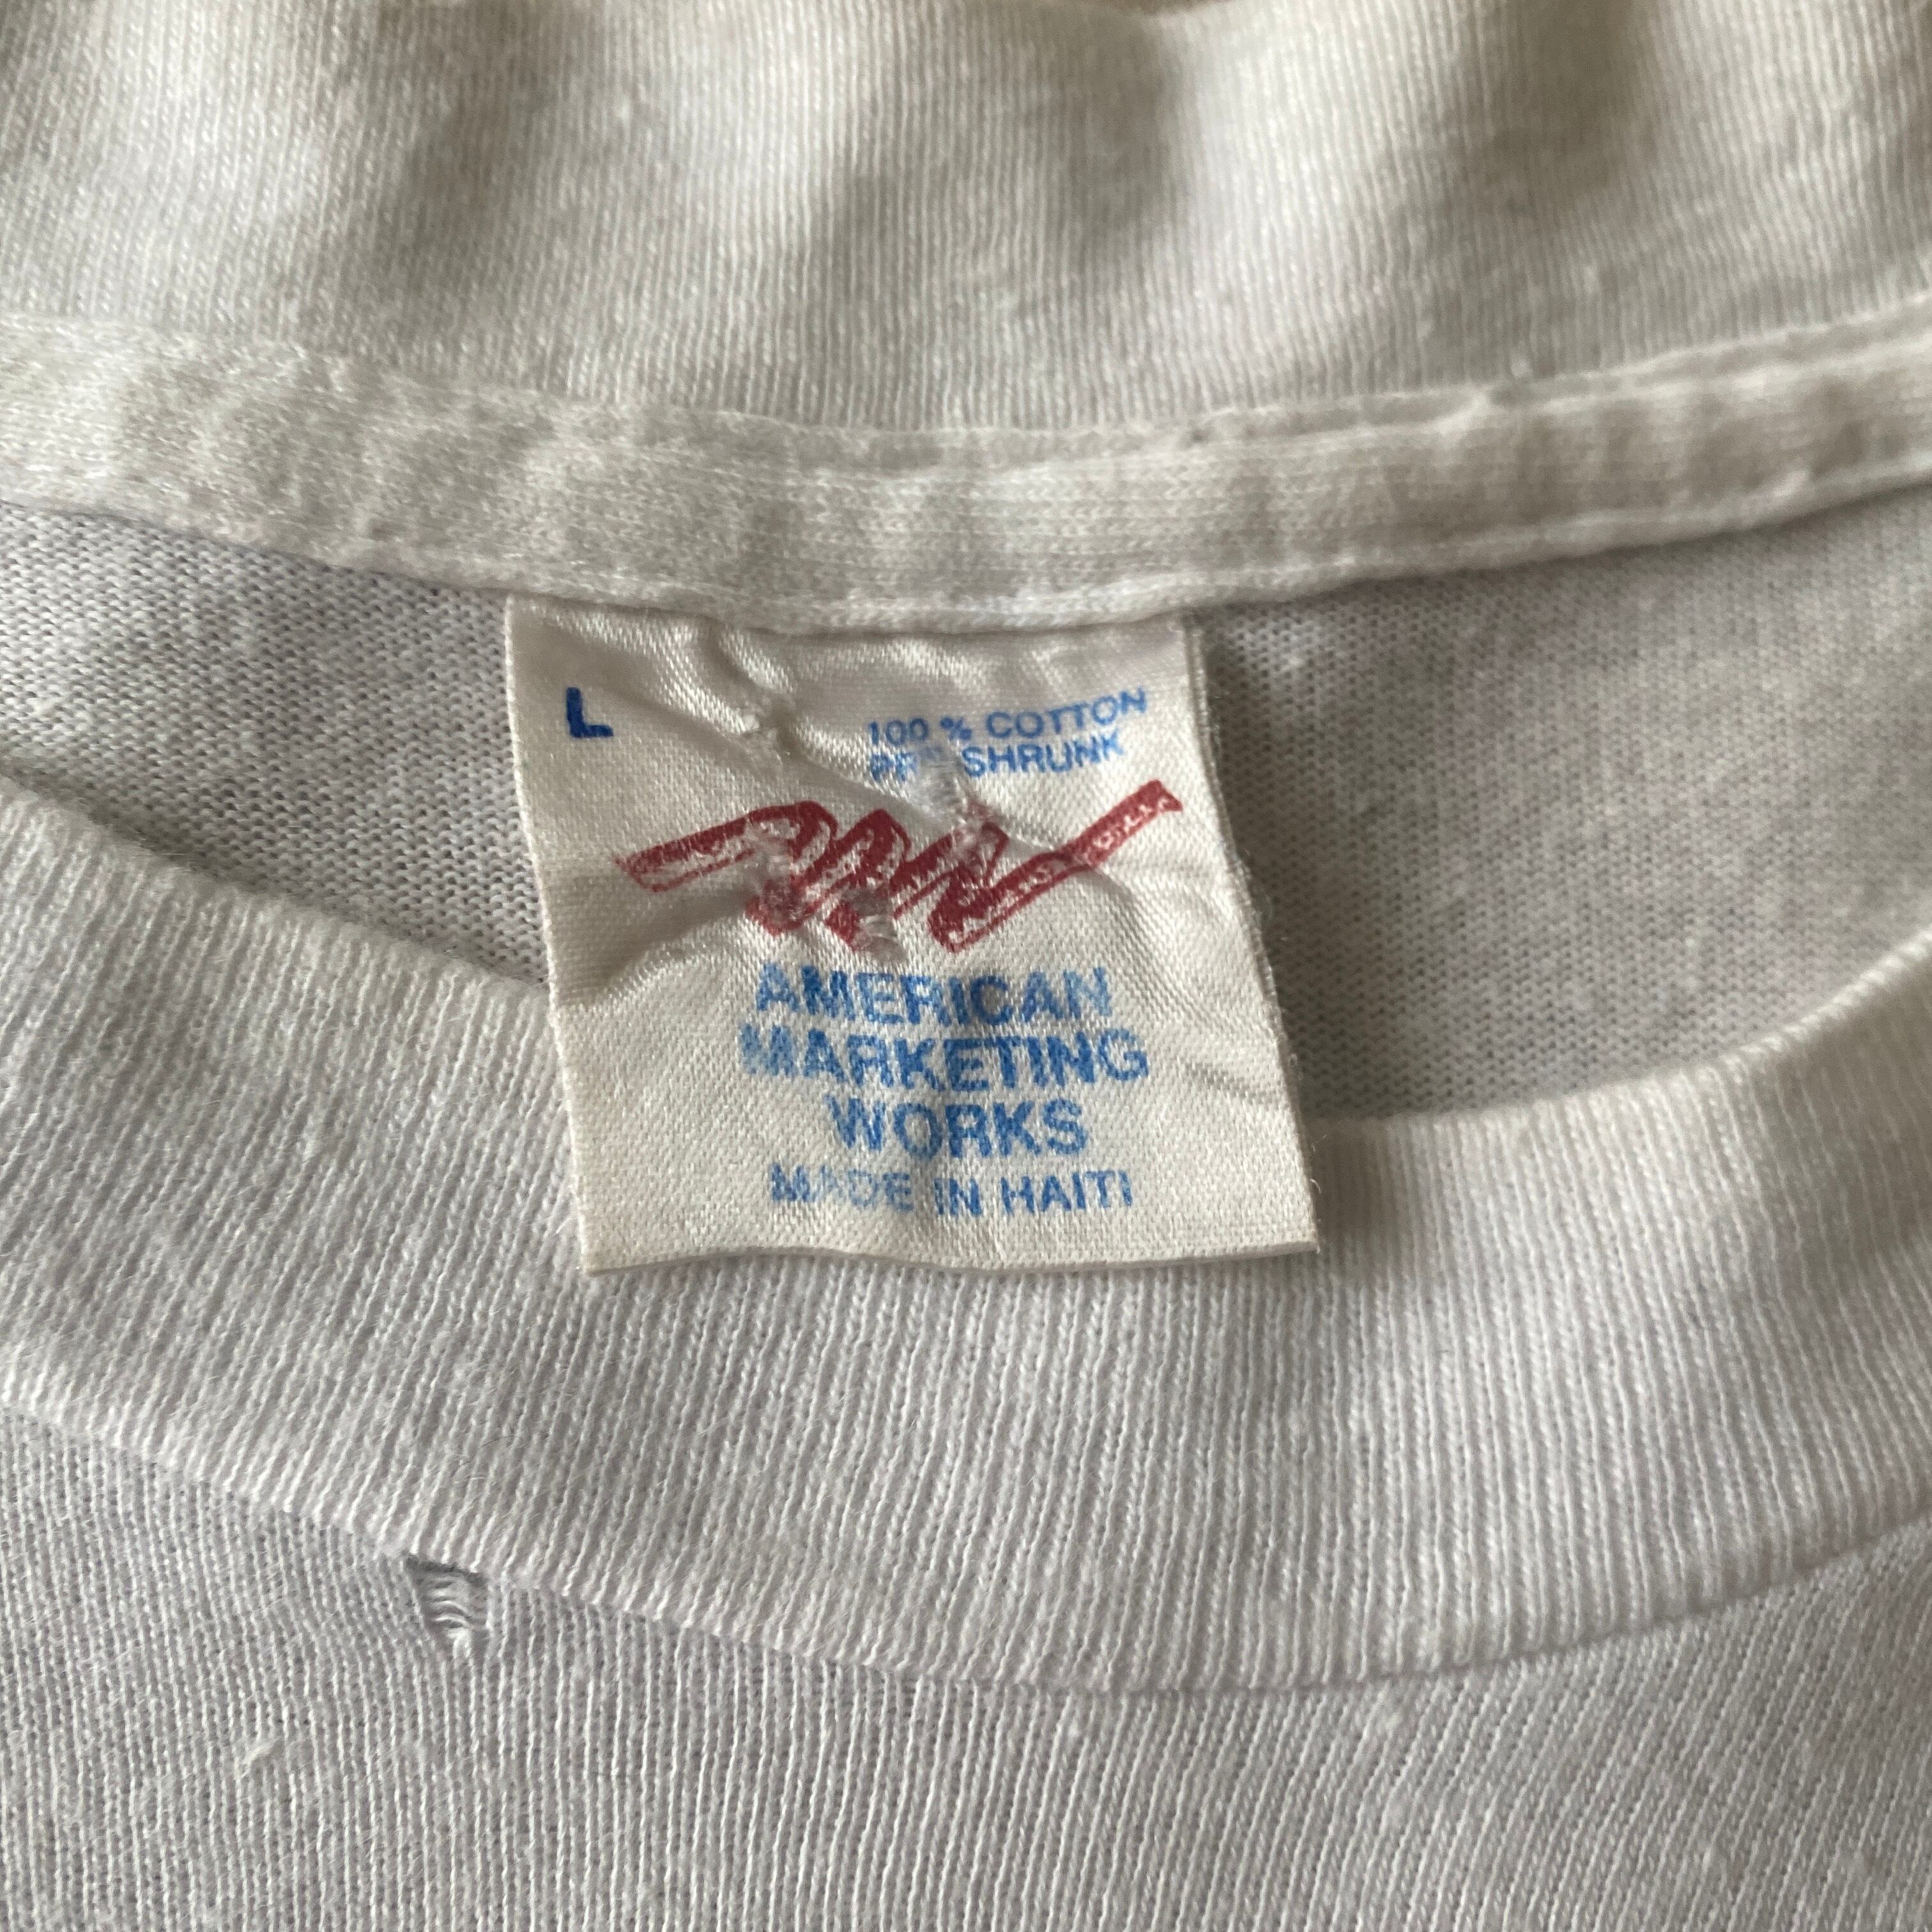 L
100 % COTTON
PRE SHRUNK
AMERICAN
MARKETING
WORKS
MADE IN HAITI